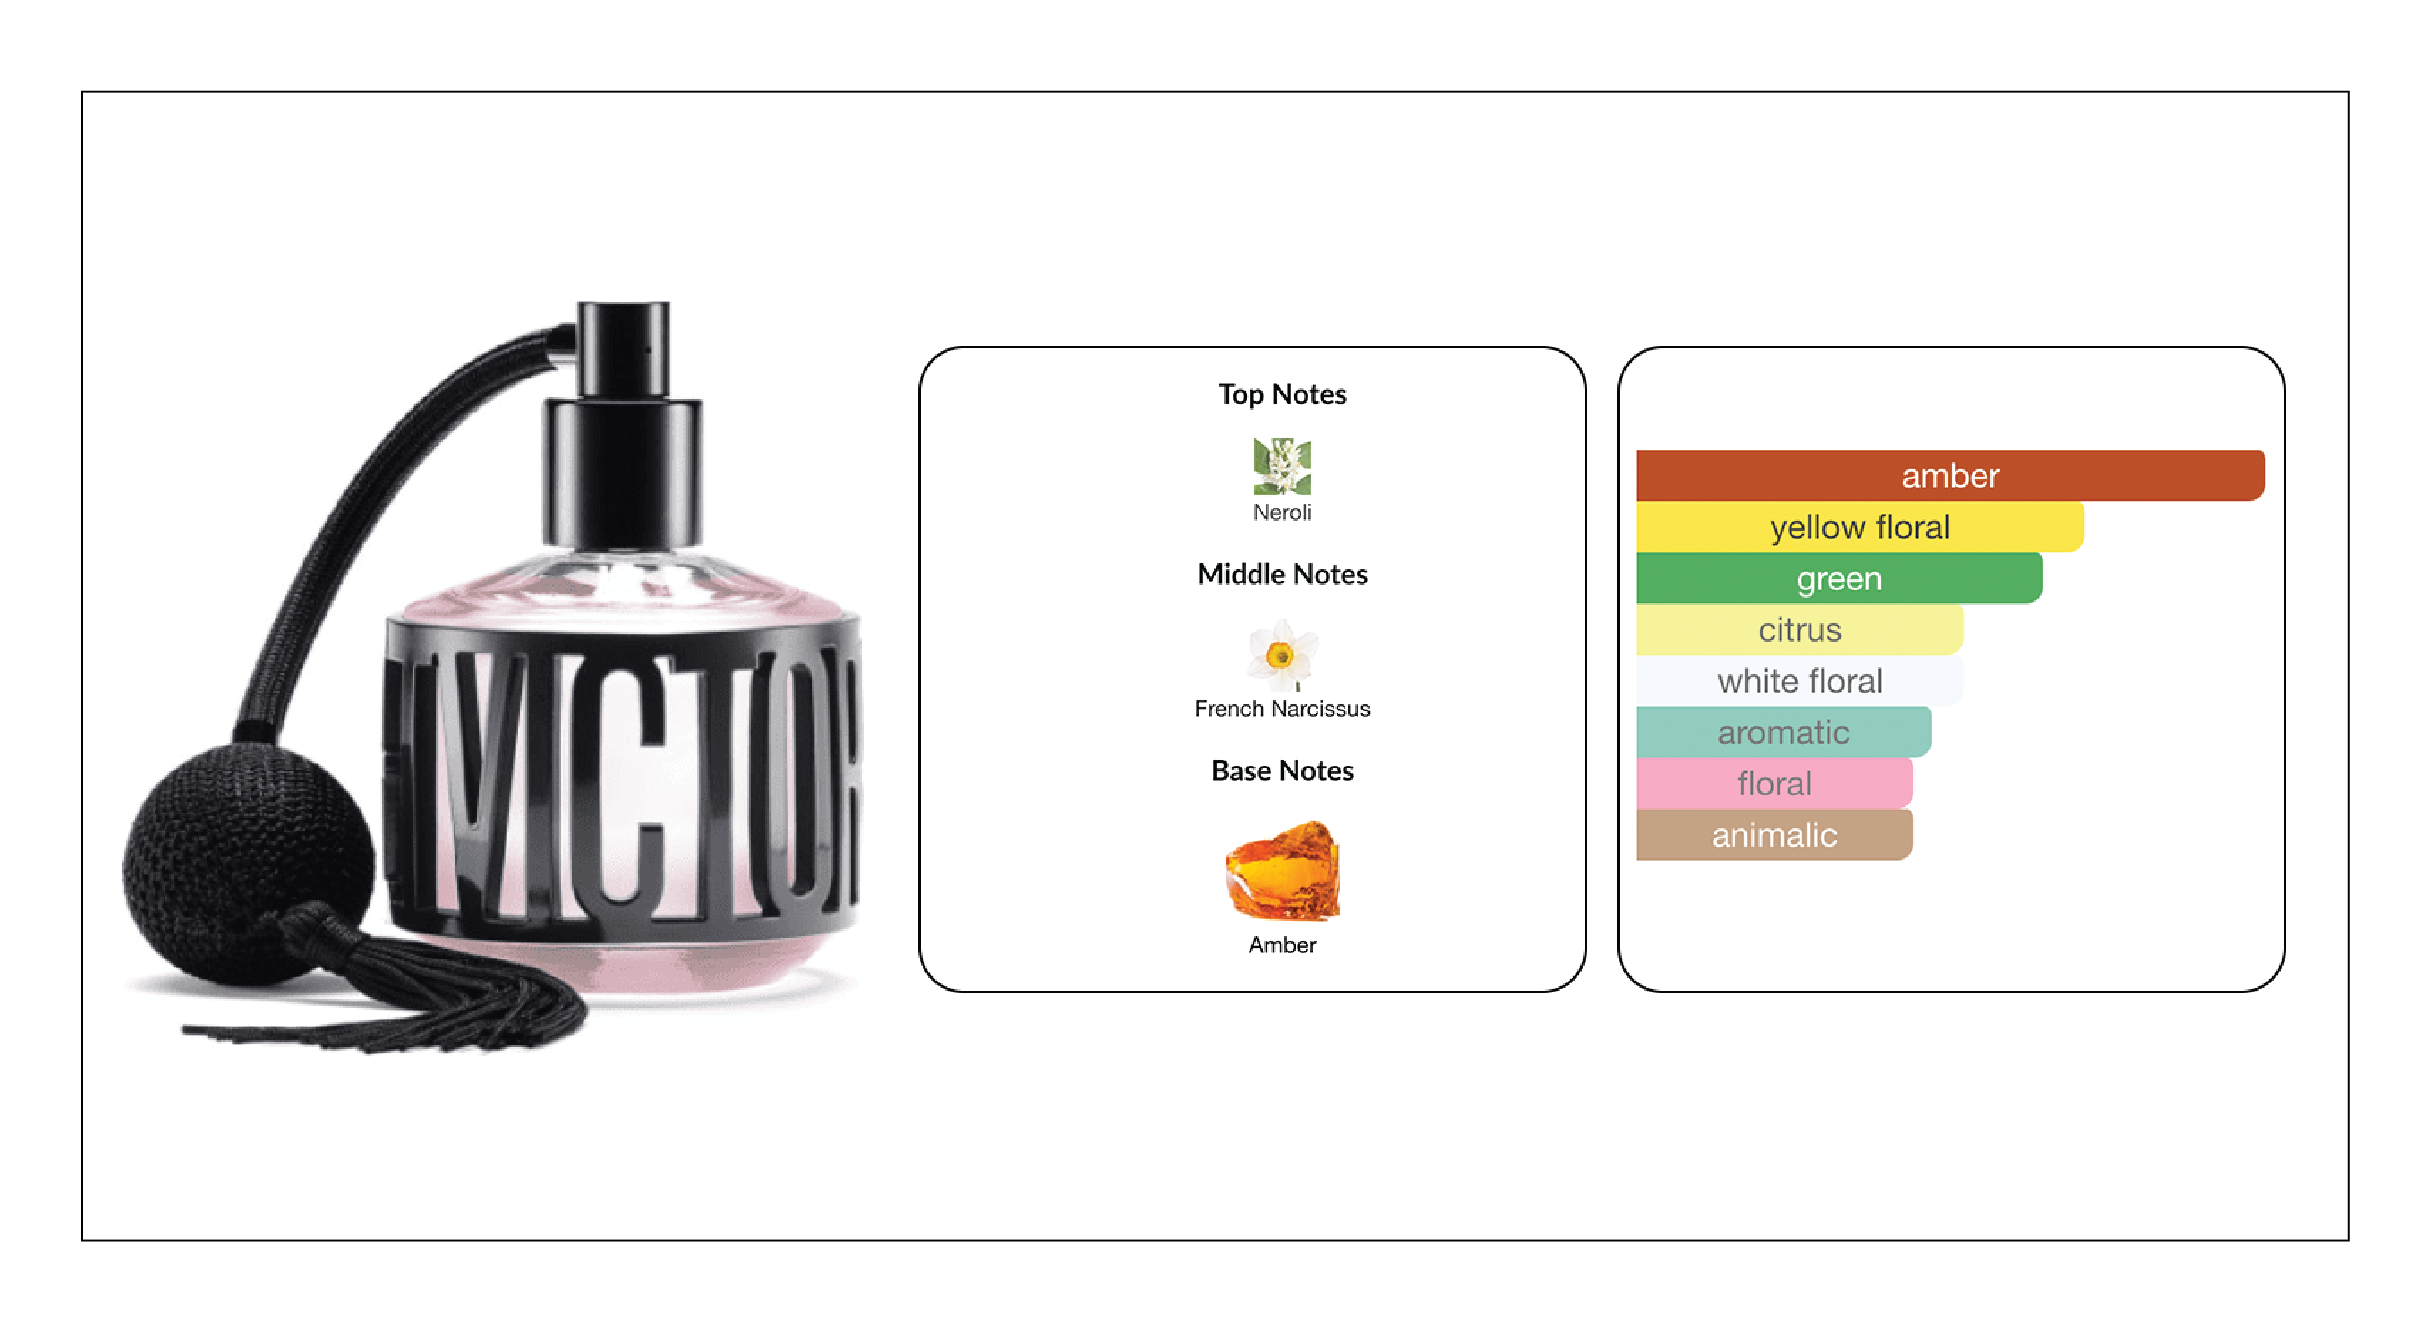 VICTOR
Top Notes
Neroli
Middle Notes
French Narcissus
Base Notes
Amber
amber
yellow floral
green
citrus
white floral
aromatic
floral
animalic